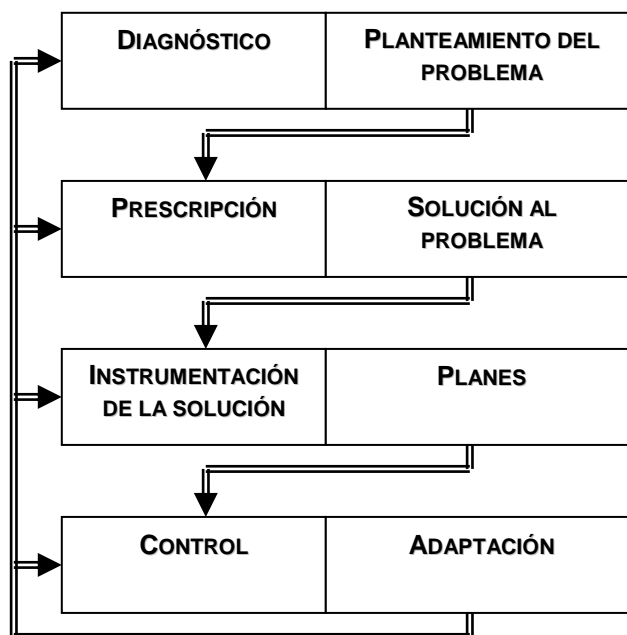 DIAGNÓSTICO
PLANTEAMIENTO DEL
PROBLEMA
PRESCRIPCIÓN
SOLUCIÓN AL
PROBLEMA
INSTRUMENTACIÓN
DE LA SOLUCIÓN
PLANES
CONTROL
ADAPTACIÓN